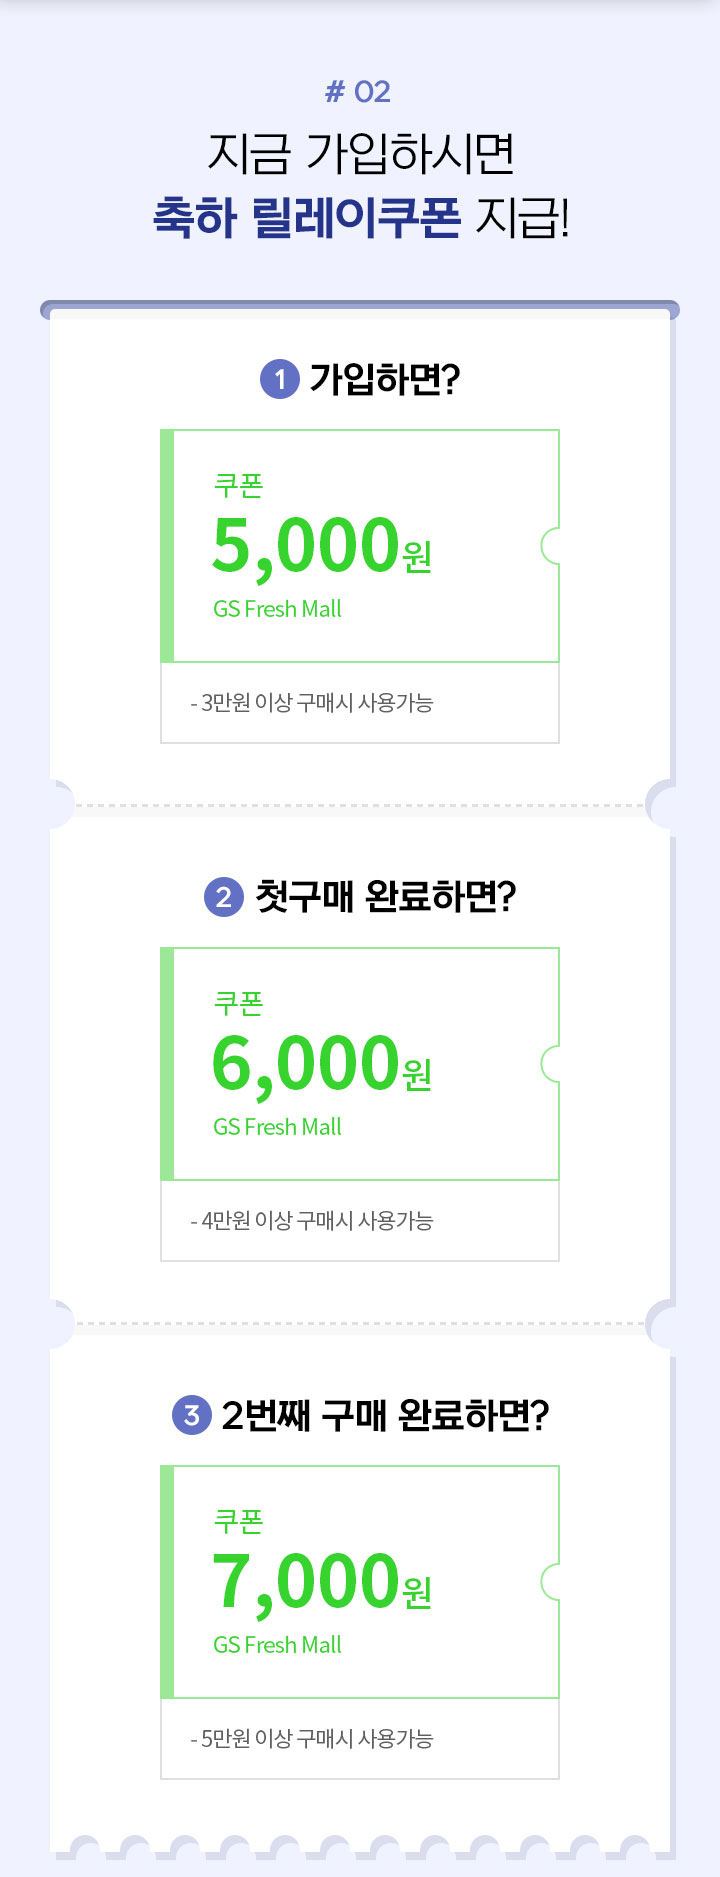 # 02
지금 가입하시면
축하 릴레이쿠폰 지급!
1 가입하면?
쿠폰
5,000원
GS Fresh Mall
- 3만원 이상 구매시 사용가능
2 첫구매 완료하면?
쿠폰
6,000원
GS Fresh Mall
- 4만원 이상 구매시 사용가능
3 2번째 구매 완료하면?
쿠폰
7,000원
GS Fresh Mall
- 5만원 이상 구매시 사용가능